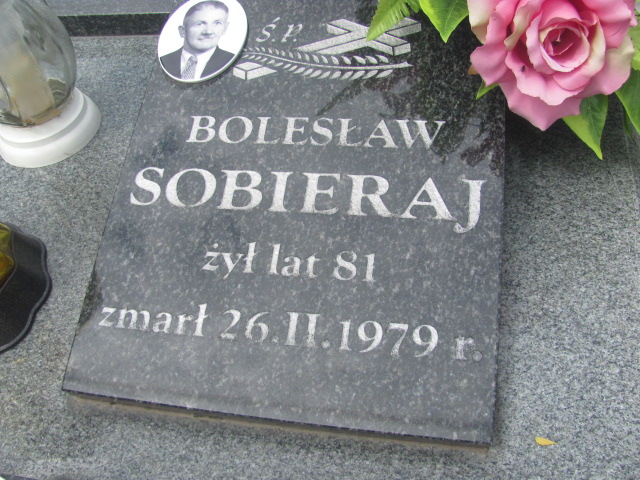 Ś.P.
BOLESŁAW
SOBIERAJ
żył lat 81
zmarł 26.II.1979 r.